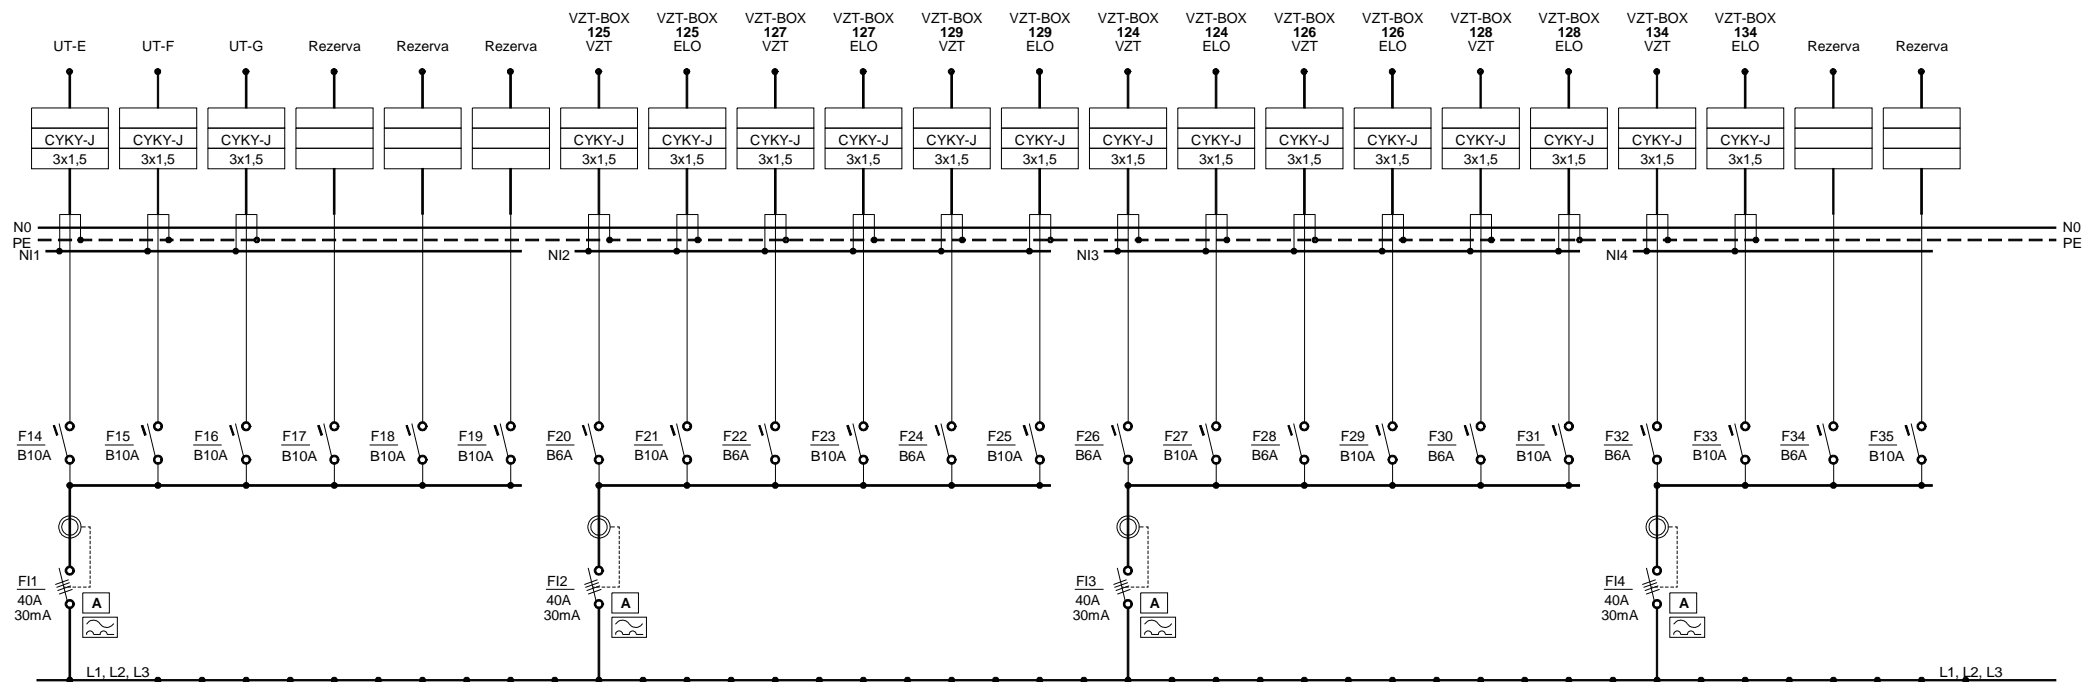 UT-E
UT-F
UT-G
Rezerva
Rezerva
Rezerva
VZT-BOX
125
VZT
VZT-BOX
125
ELO
VZT-BOX
127
VZT
VZT-BOX
127
ELO
VZT-BOX
129
VZT
VZT-BOX
129
ELO
VZT-BOX
124
VZT
VZT-BOX
124
ELO
VZT-BOX
126
VZT
VZT-BOX
126
ELO
VZT-BOX
128
VZT
VZT-BOX
128
ELO
VZT-BOX
134
VZT
VZT-BOX
134
ELO
Rezerva
Rezerva
CYKY-J
3x1,5
CYKY-J
3x1,5
CYKY-J
3x1,5
CYKY-J
3x1,5
CYKY-J
3x1,5
CYKY-J
3x1,5
CYKY-J
3x1,5
CYKY-J
3x1,5
CYKY-J
3x1,5
CYKY-J
3x1,5
CYKY-J
3x1,5
CYKY-J
3x1,5
CYKY-J
3x1,5
CYKY-J
3x1,5
CYKY-J
3x1,5
CYKY-J
3x1,5
CYKY-J
3x1,5
N0
PE
NI1
NI2
NI3
NI4
N0
PE
F14
B10A
F15
B10A
F16
B10A
F17
B10A
F18
B10A
F19
B10A
F20
B6A
F21
B10A
F22
B6A
F23
B10A
F24
B6A
F25
B10A
F26
B6A
F27
B10A
F28
B6A
F29
B10A
F30
B6A
F31
B10A
F32
B6A
F33
B10A
F34
B6A
F35
B10A
FI1
40A
30mA
A
FI2
40A
30mA
A
FI3
40A
30mA
A
FI4
40A
30mA
A
L1, L2, L3
L1, L2, L3